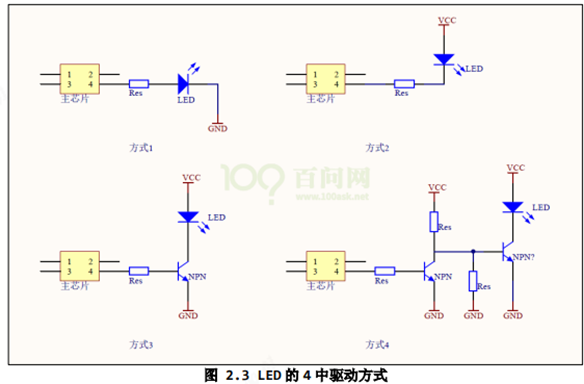 VCC
1 2
3 4
主芯片
Res
LED
GND
方式1
1 2
3 4
主芯片
Res
LED
方式2
百问网
www.100ask.net
VCC
LED
1 2
3 4
主芯片
Res
NPN
GND
方式3
VCC
VCC
LED
Res
1 2
3 4
主芯片
Res
NPN
Res
NPN?
GND
GND
GND
方式4
图 2.3 LED的4中驱动方式